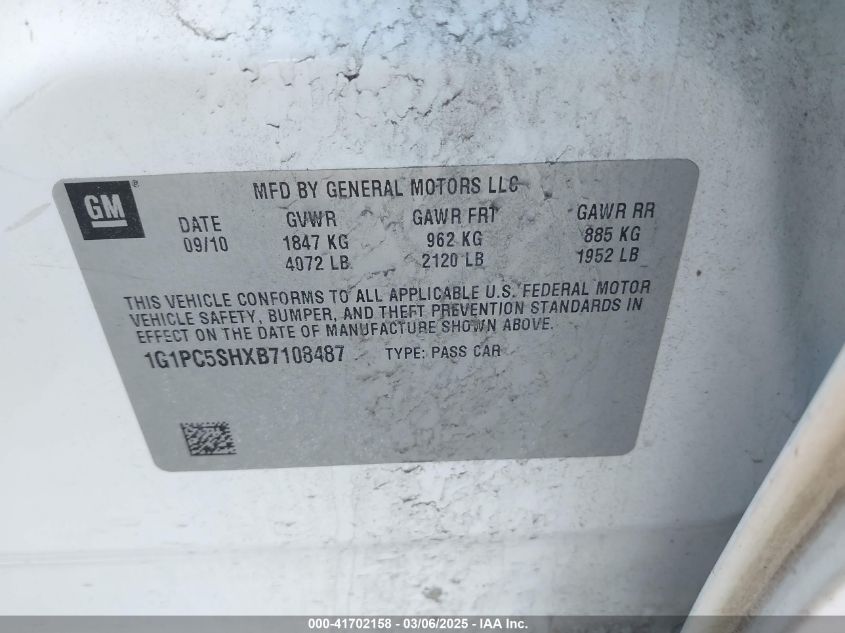 GM®
MFD BY GENERAL MOTORS LLC
DATE GVWR GAWR FRT GAWR RR
09/10 1847 KG 962 KG 885 KG
4072 LB 2120 LB 1952 LB
THIS VEHICLE CONFORMS TO ALL APPLICABLE U.S. FEDERAL MOTOR
VEHICLE SAFETY, BUMPER, AND THEFT PREVENTION STANDARDS IN
EFFECT ON THE DATE OF MANUFACTURE SHOWN ABOVE.
1G1PC5SHXB7108487 TYPE: PASS CAR
000-41702158 - 03/06/2025 - IAA Inc.